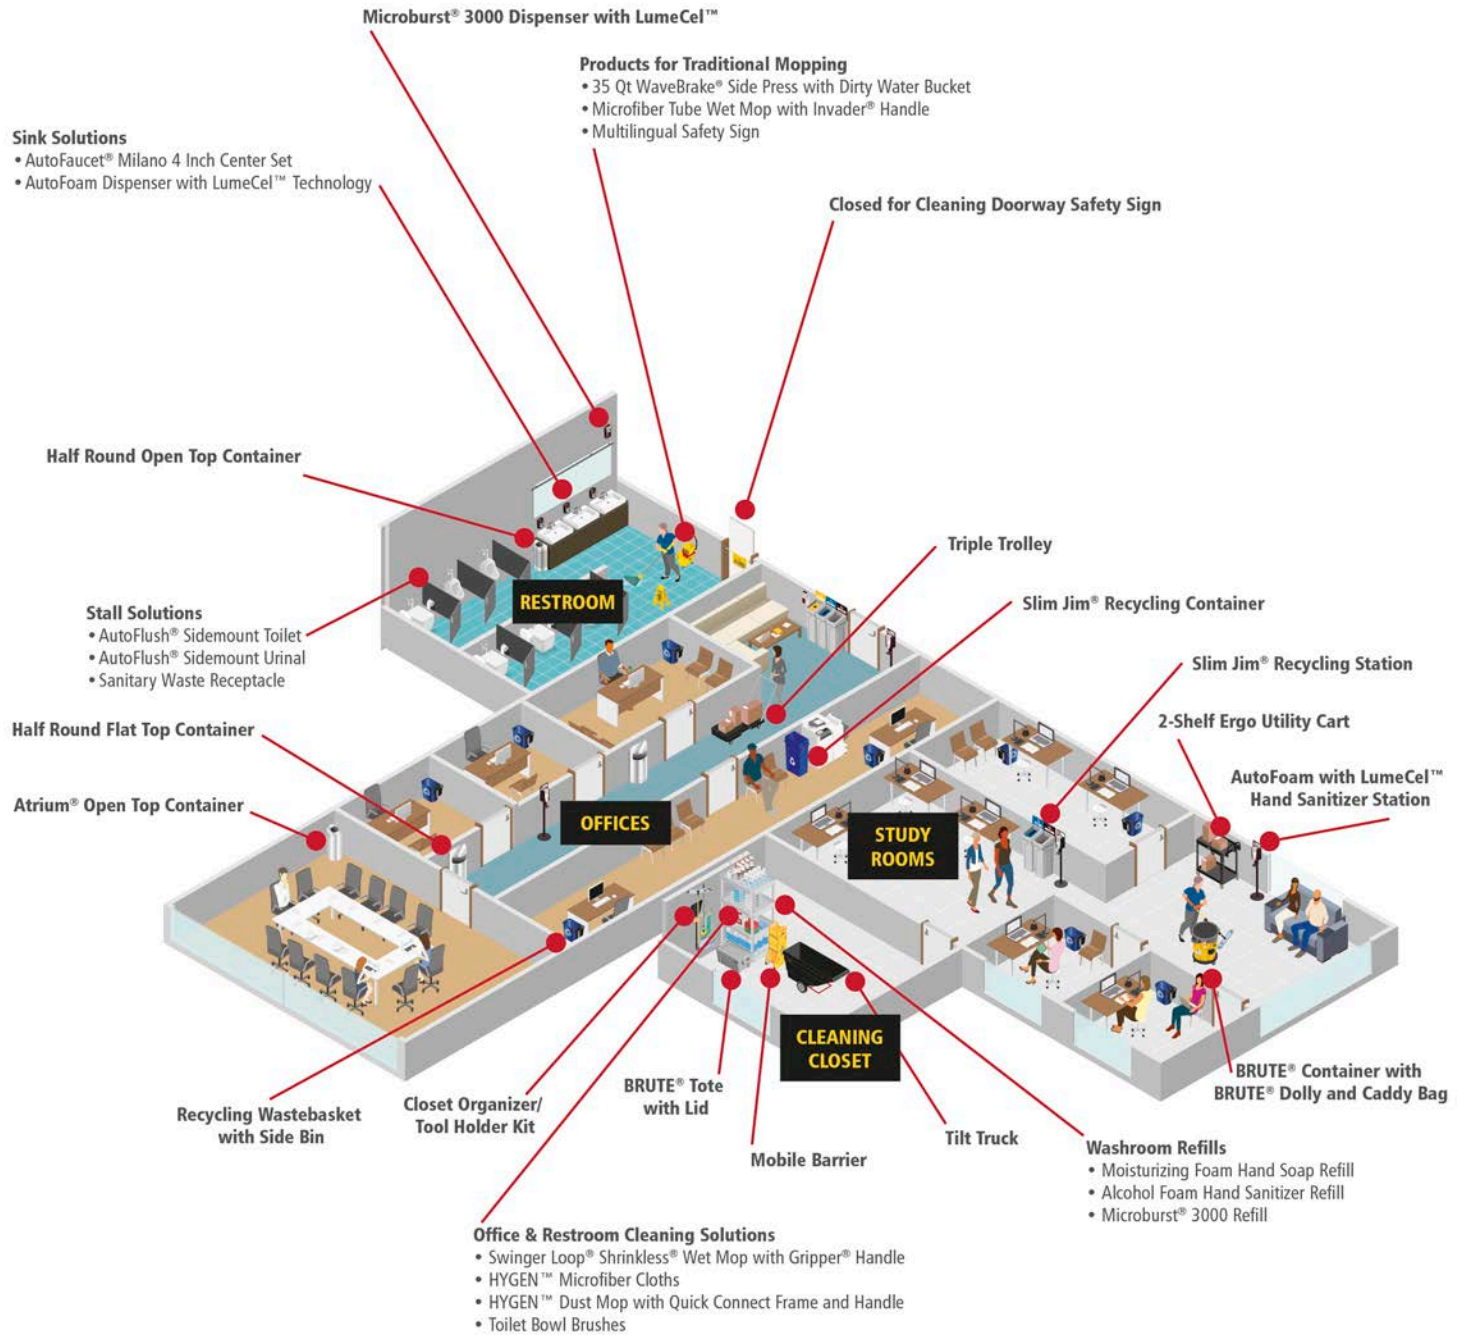 Microburst® 3000 Dispenser with LumeCel™
Products for Traditional Mopping
• 35 Qt WaveBrake® Side Press with Dirty Water Bucket
• Microfiber Tube Wet Mop with Invader® Handle
• Multilingual Safety Sign
Sink Solutions
• AutoFaucet® Milano 4 Inch Center Set
• AutoFoam Dispenser with LumeCel™ Technology
Closed for Cleaning Doorway Safety Sign
Half Round Open Top Container
Triple Trolley
Slim Jim® Recycling Container
Stall Solutions
• AutoFlush® Sidemount Toilet
• AutoFlush® Sidemount Urinal
• Sanitary Waste Receptacle
RESTROOM
Slim Jim® Recycling Station
2-Shelf Ergo Utility Cart
Half Round Flat Top Container
AutoFoam with LumeCel™
Hand Sanitizer Station
Atrium® Open Top Container
OFFICES
STUDY
ROOMS
CLEANING
CLOSET
Recycling Wastebasket
with Side Bin
Closet Organizer/
Tool Holder Kit
BRUTE® Tote
with Lid
Mobile Barrier
Tilt Truck
BRUTE® Container with
BRUTE® Dolly and Caddy Bag
Washroom Refills
• Moisturizing Foam Hand Soap Refill
• Alcohol Foam Hand Sanitizer Refill
• Microburst® 3000 Refill
Office & Restroom Cleaning Solutions
• Swinger Loop® Shrinkless® Wet Mop with Gripper® Handle
• HYGEN™ Microfiber Cloths
• HYGEN™ Dust Mop with Quick Connect Frame and Handle
• Toilet Bowl Brushes